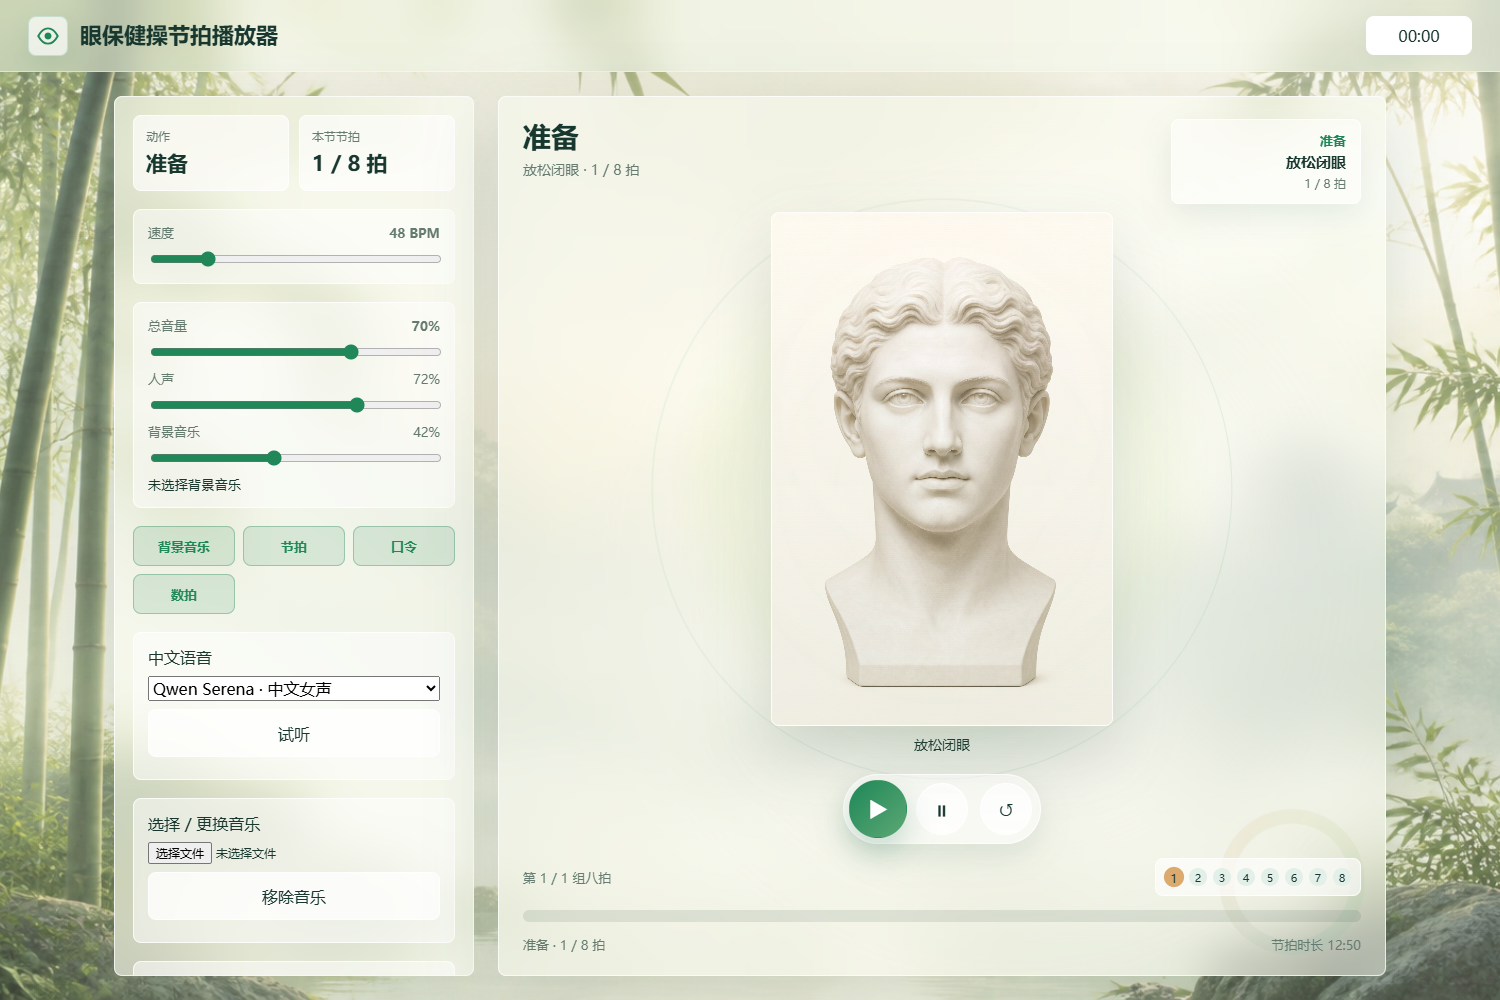 眼保健操节拍播放器
00:00
动作
准备
本节节拍
1 / 8 拍
速度
48 BPM
总音量
70%
人声
72%
背景音乐
42%
未选择背景音乐
背景音乐
节拍
口令
数拍
中文语音
Qwen Serena · 中文女声
试听
选择 / 更换音乐
选择文件 未选择文件
移除音乐
准备
放松闭眼 · 1 / 8 拍
准备
放松闭眼
1 / 8 拍
放松闭眼
第 1 / 1 组八拍
1 2 3 4 5 6 7 8
准备 · 1 / 8 拍
节拍时长 12:50